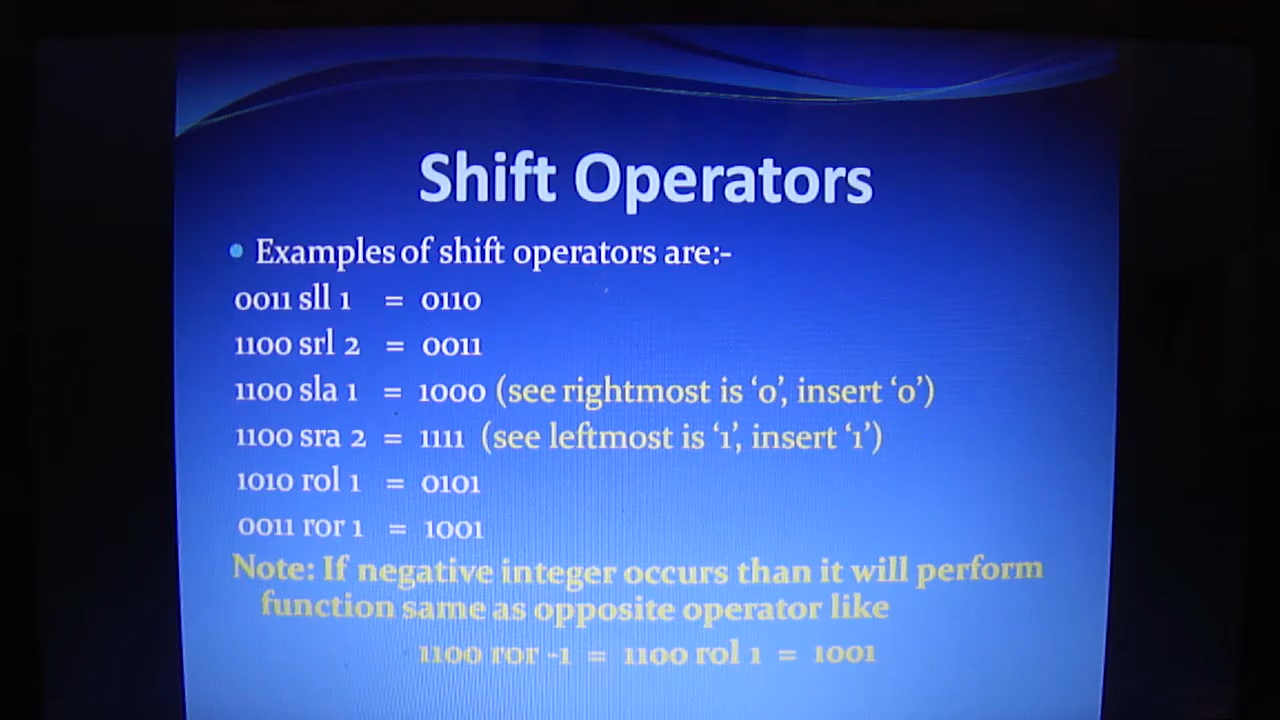 Shift Operators
• Examples of shift operators are:-
0011 sll 1 = 0110
1100 srl 2 = 0011
1100 sla 1 = 1000 (see rightmost is ‘0’, insert ‘0’)
1100 sra 2 = 1111 (see leftmost is ‘1’, insert ‘1’)
1010 rol 1 = 0101
0011 ror 1 = 1001
Note: If negative integer occurs than it will perform
function same as opposite operator like
1100 ror -1 = 1100 rol 1 = 1001